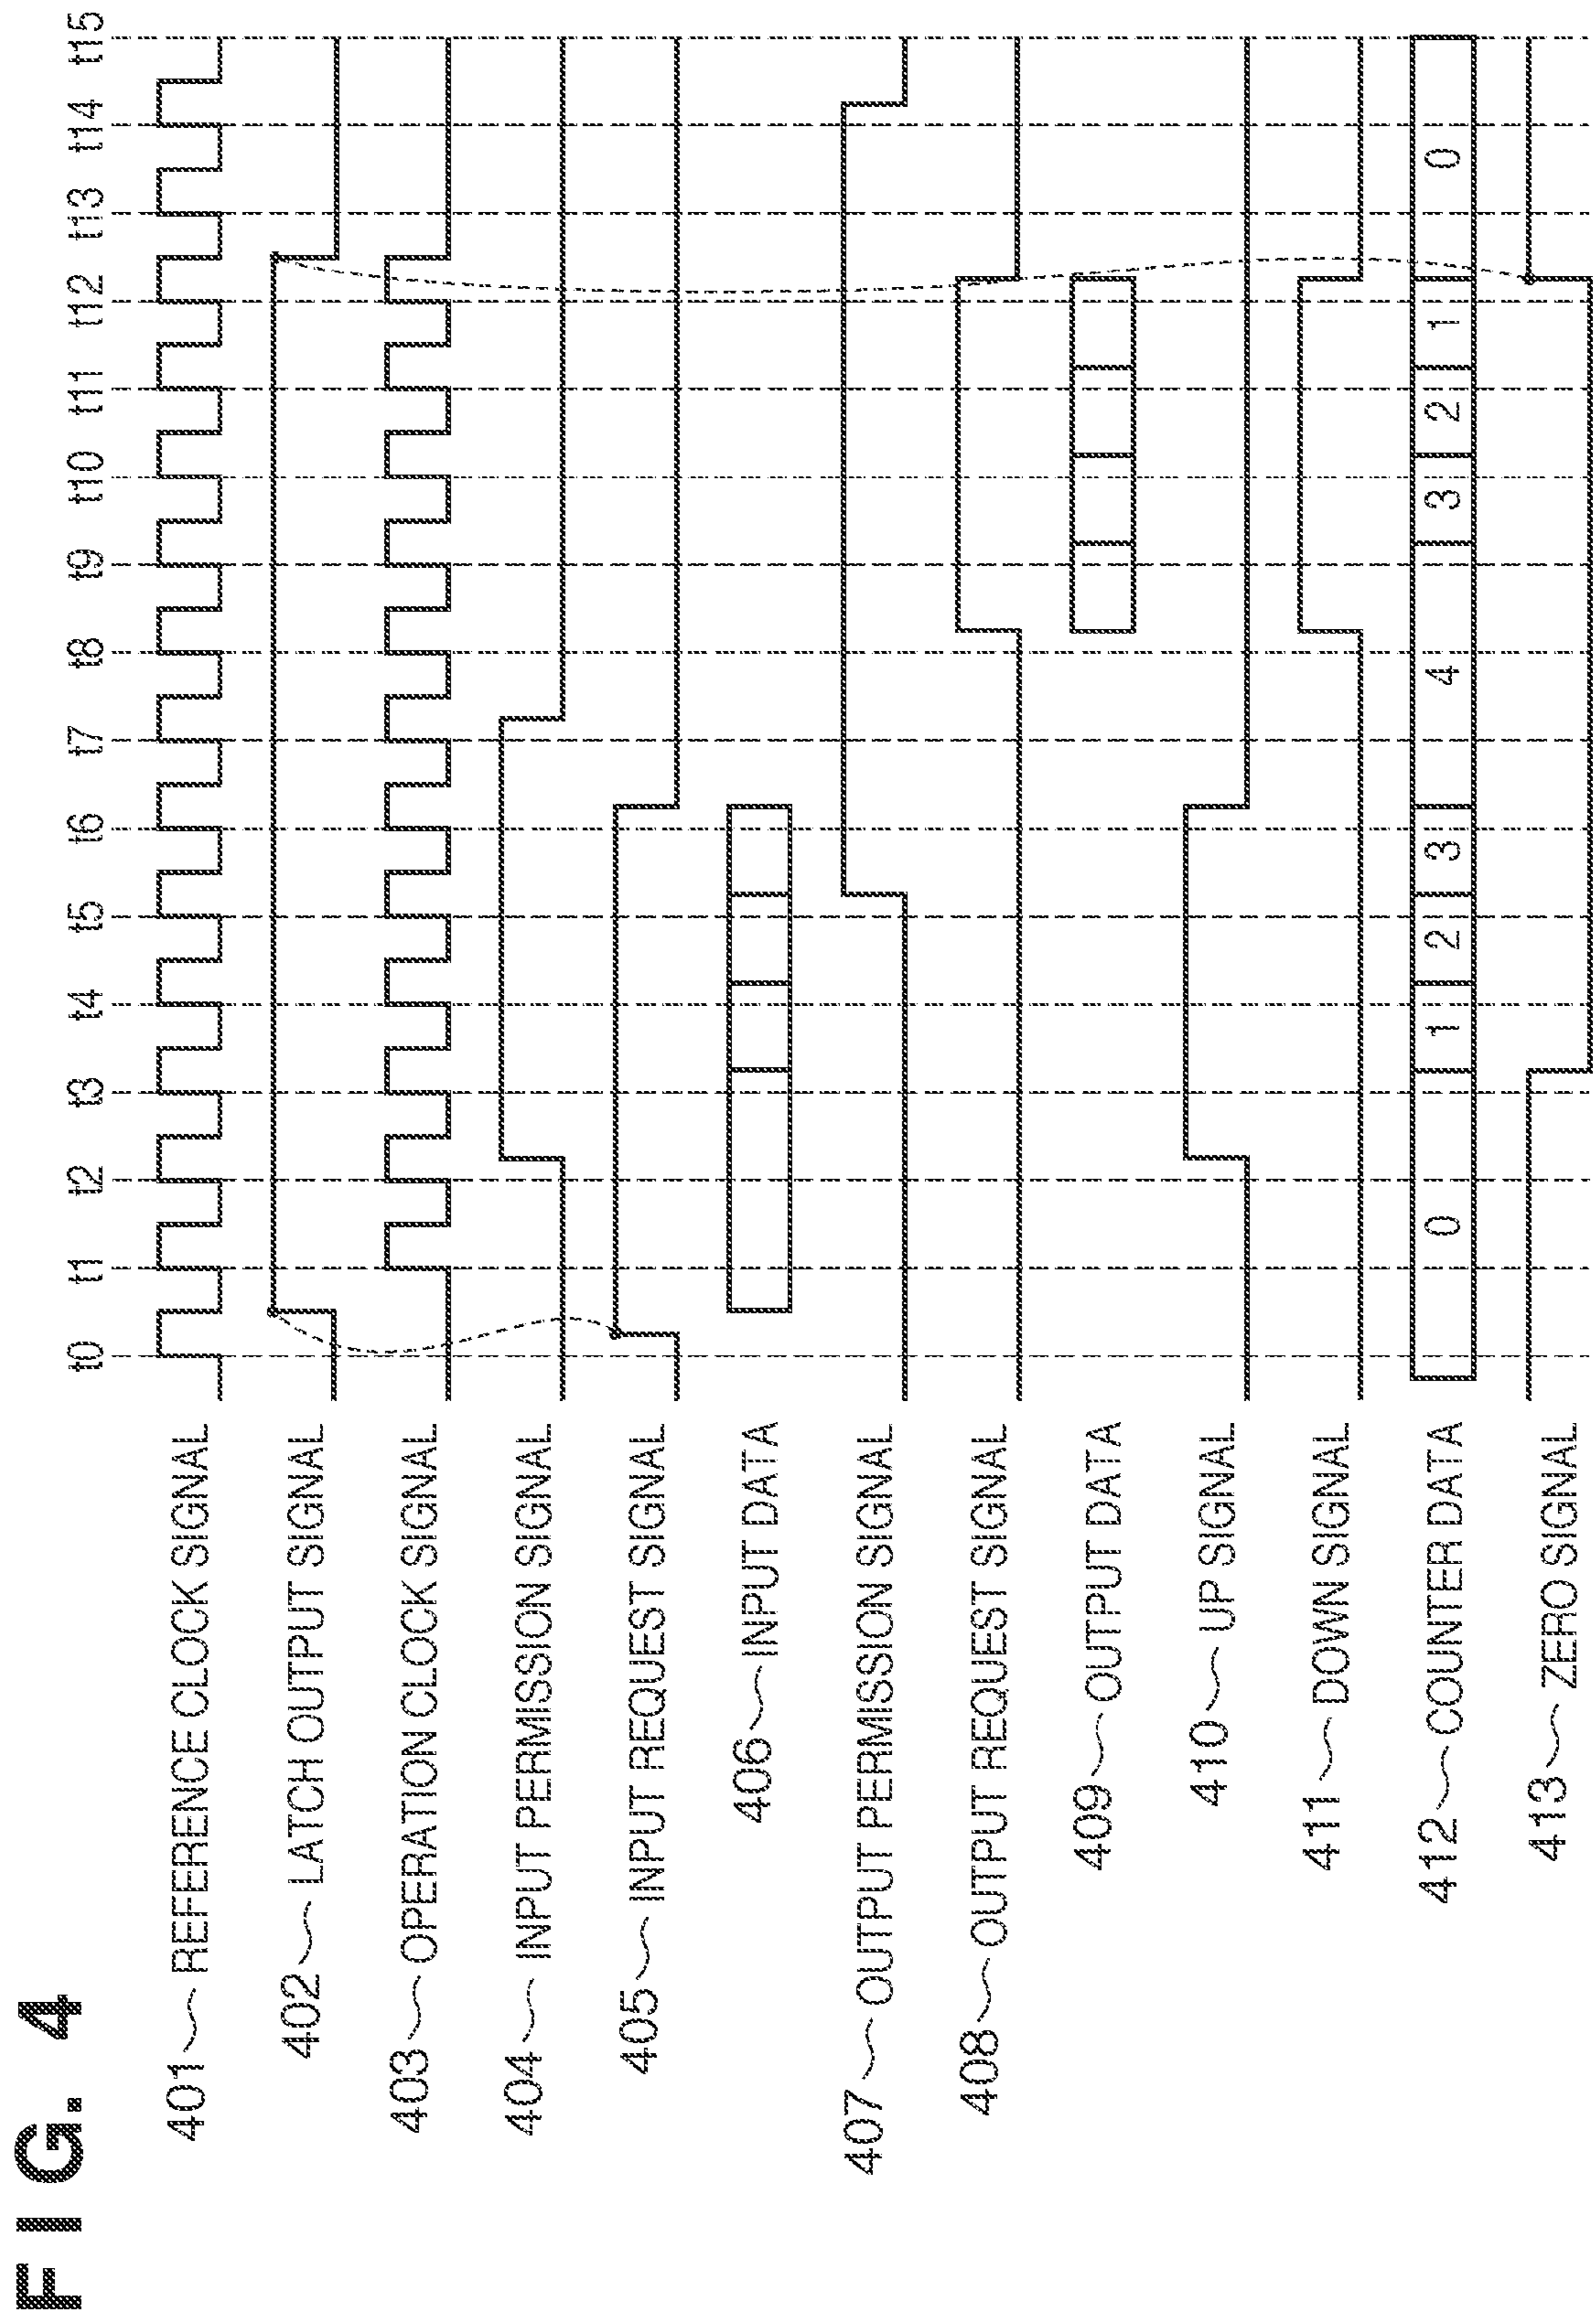 FIG. 4
t0 t1 t2 t3 t4 t5 t6 t7 t8 t9 t10 t11 t12 t13 t14 t15
401 REFERENCE CLOCK SIGNAL
402 LATCH OUTPUT SIGNAL
403 OPERATION CLOCK SIGNAL
404 INPUT PERMISSION SIGNAL
405 INPUT REQUEST SIGNAL
406 INPUT DATA
407 OUTPUT PERMISSION SIGNAL
408 OUTPUT REQUEST SIGNAL
409 OUTPUT DATA
410 UP SIGNAL
411 DOWN SIGNAL
412 COUNTER DATA 0 1 2 3 4 3 2 1 0
413 ZERO SIGNAL